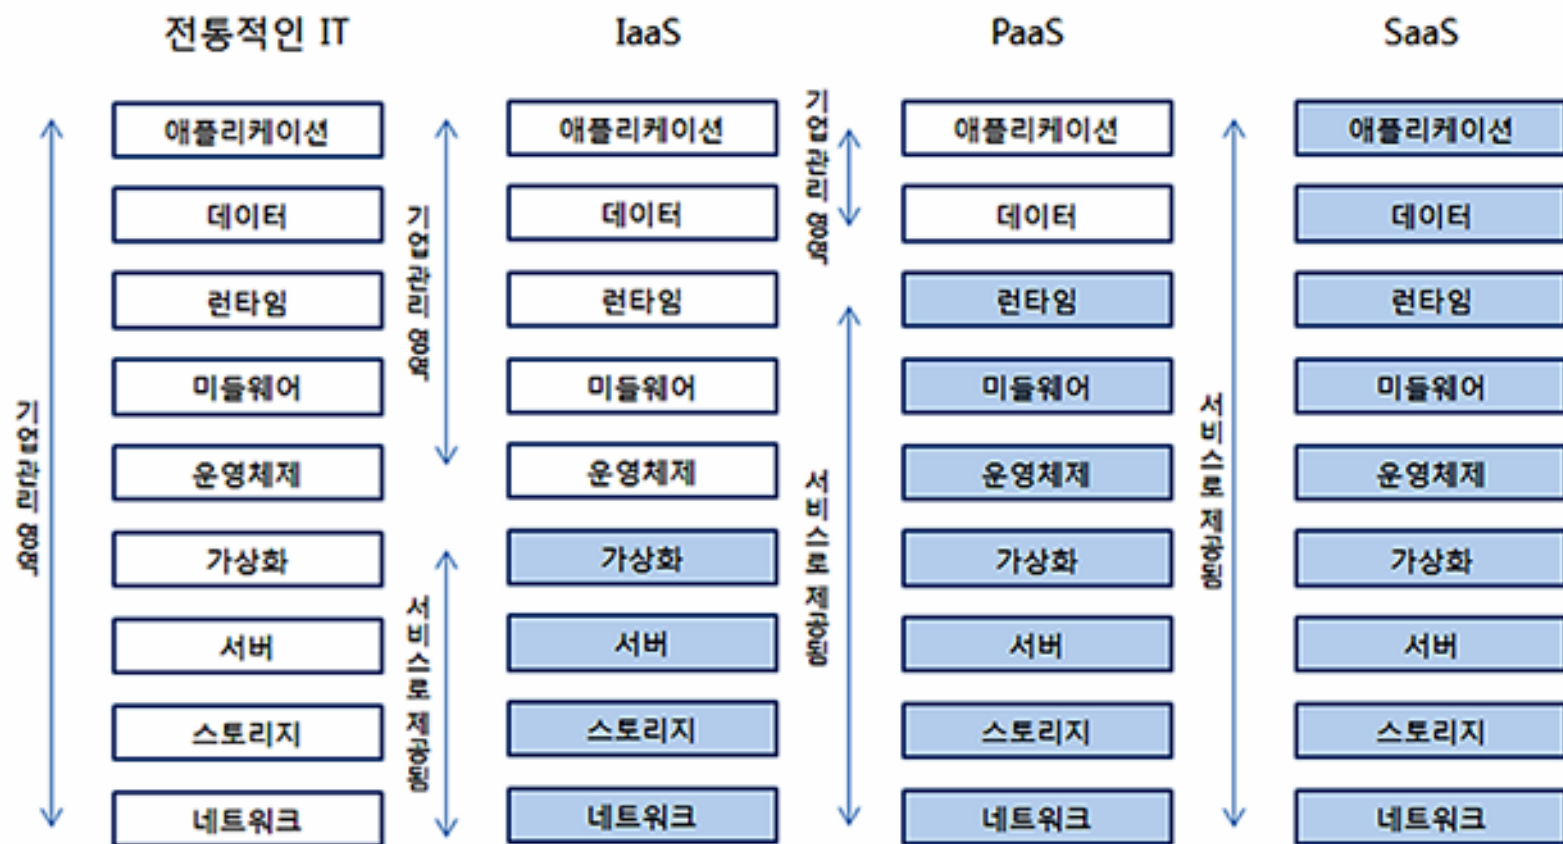 전통적인 IT
IaaS
PaaS
SaaS
기업 관리 영역
애플리케이션
데이터
런타임
미들웨어
운영체제
가상화
서버
스토리지
네트워크
기업 관리 영역
서비스로 제공됨
애플리케이션
데이터
런타임
미들웨어
운영체제
가상화
서버
스토리지
네트워크
기업 관리 영역
서비스로 제공됨
애플리케이션
데이터
런타임
미들웨어
운영체제
가상화
서버
스토리지
네트워크
서비스로 제공됨
애플리케이션
데이터
런타임
미들웨어
운영체제
가상화
서버
스토리지
네트워크